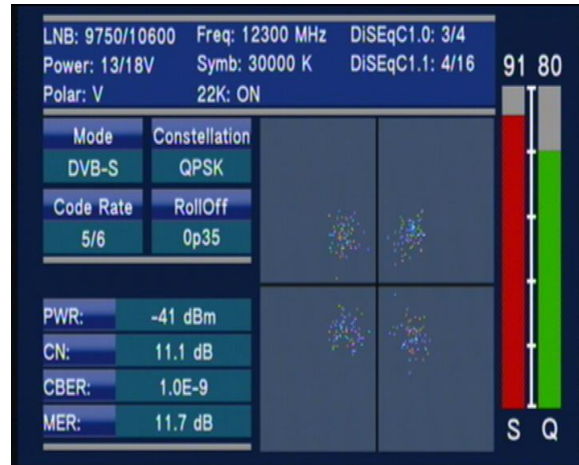 LNB: 9750/10600 Freq: 12300 MHz DiSEqC1.0: 3/4
Power: 13/18V Symb: 30000 K DiSEqC1.1: 4/16
Polar: V 22K: ON
91 80
Mode Constellation
DVB-S QPSK
Code Rate RollOff
5/6 0p35
PWR: -41 dBm
CN: 11.1 dB
CBER: 1.0E-9
MER: 11.7 dB
S Q